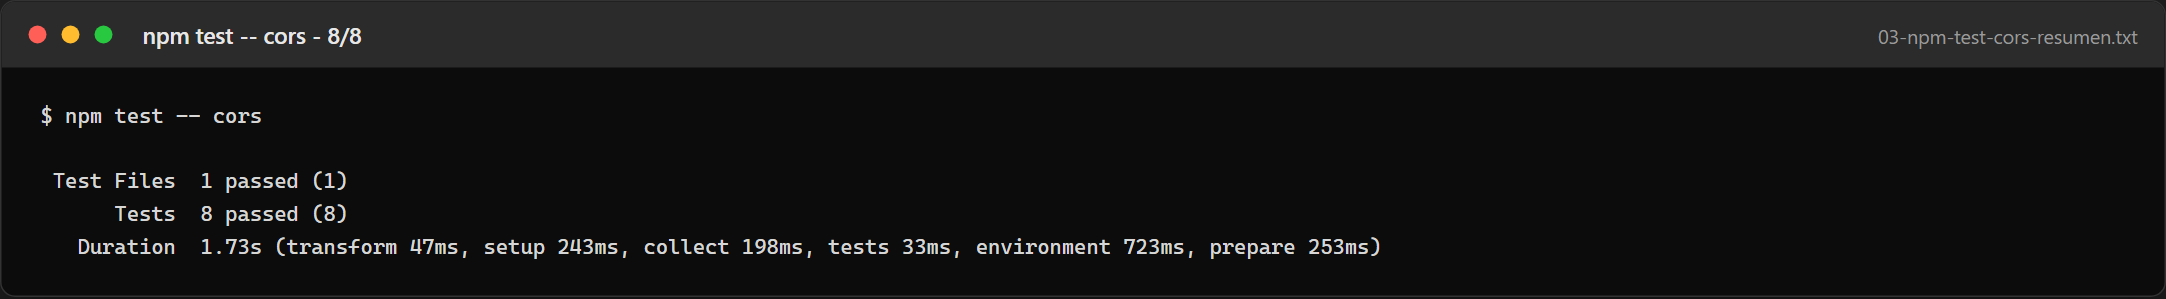 npm test -- cors - 8/8
03-npm-test-cors-resumen.txt
$ npm test -- cors
Test Files  1 passed (1)
Tests  8 passed (8)
Duration  1.73s (transform 47ms, setup 243ms, collect 198ms, tests 33ms, environment 723ms, prepare 253ms)